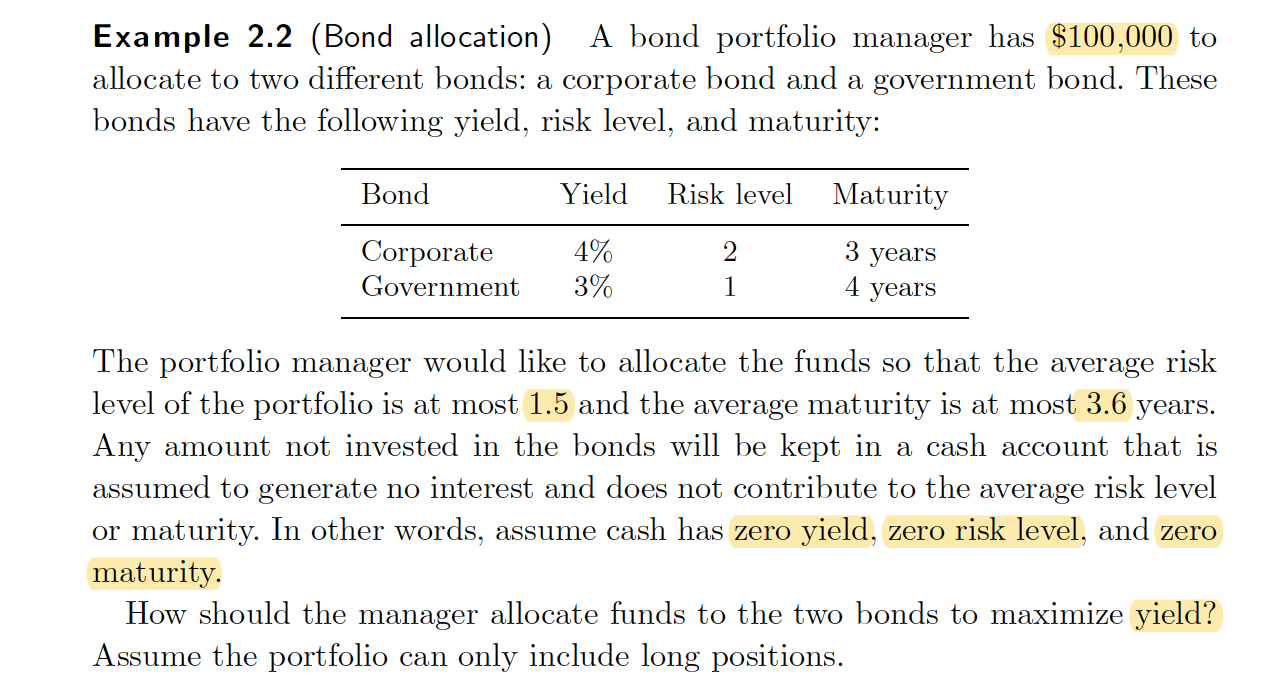 Example 2.2 (Bond allocation) A bond portfolio manager has $100,000 to
allocate to two different bonds: a corporate bond and a government bond. These
bonds have the following yield, risk level, and maturity:
Bond Yield Risk level Maturity
Corporate 4% 2 3 years
Government 3% 1 4 years
The portfolio manager would like to allocate the funds so that the average risk
level of the portfolio is at most 1.5 and the average maturity is at most 3.6 years.
Any amount not invested in the bonds will be kept in a cash account that is
assumed to generate no interest and does not contribute to the average risk level
or maturity. In other words, assume cash has zero yield, zero risk level, and zero
maturity.
How should the manager allocate funds to the two bonds to maximize yield?
Assume the portfolio can only include long positions.